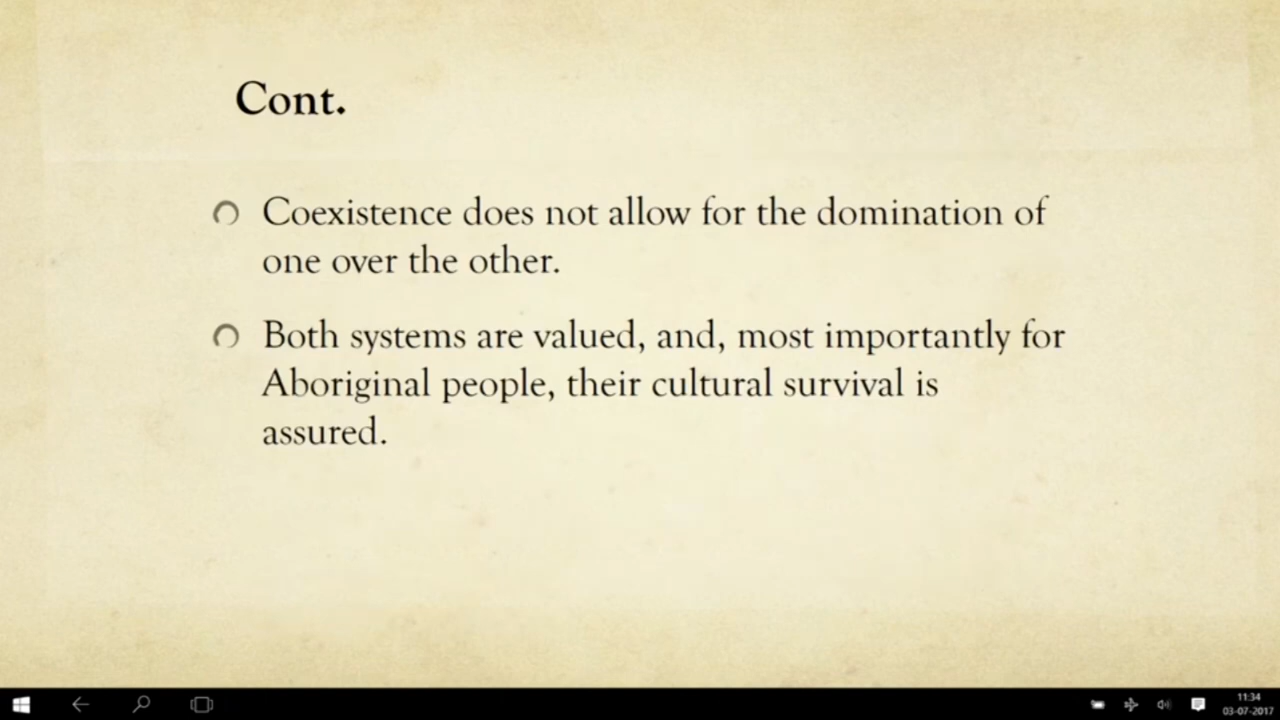 Cont.
Coexistence does not allow for the domination of
one over the other.
Both systems are valued, and, most importantly for
Aboriginal people, their cultural survival is
assured.
11:34
03-07-2017